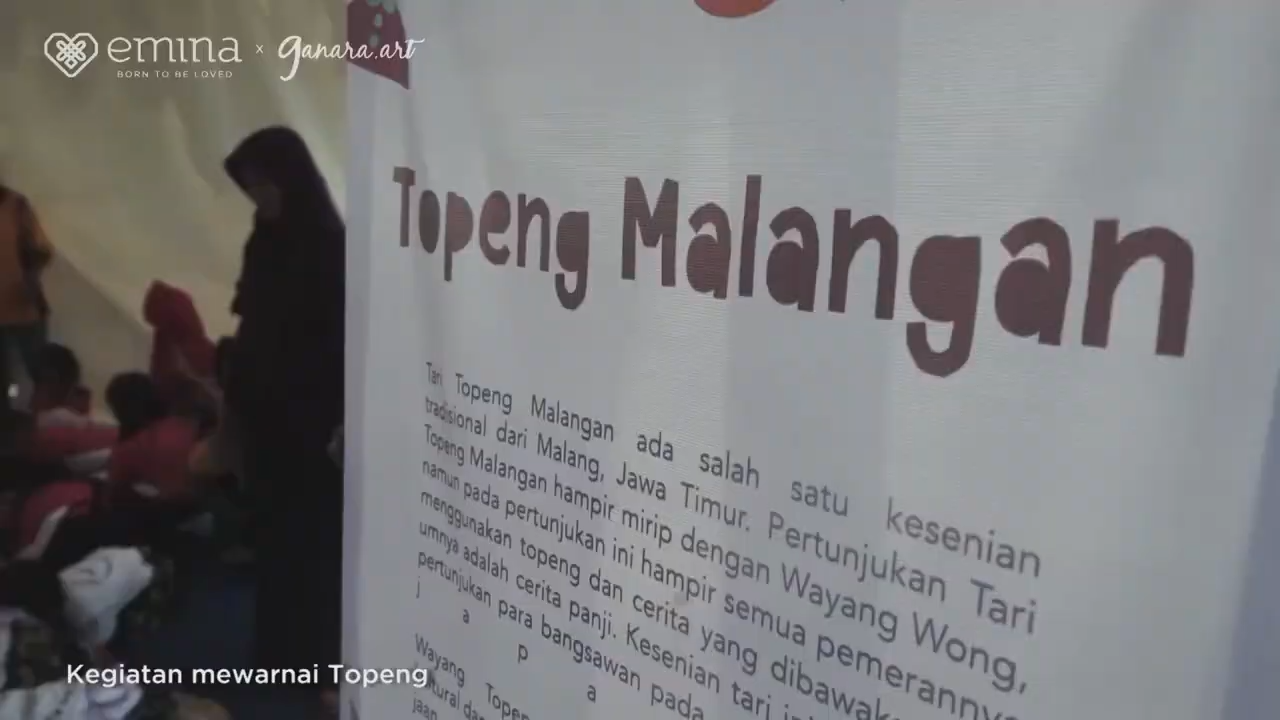 emina × ganara.art
BORN TO BE LOVED
Topeng Malangan
Tari Topeng Malangan ada salah satu kesenian
tradisional dari Malang, Jawa Timur. Pertunjukan Tari
Topeng Malangan hampir mirip dengan Wayang Wong,
namun pada pertunjukan ini hampir semua pemerannya
menggunakan topeng dan cerita yang
umnya adalah cerita panji. Kesenian tari
pertunjukan para bangsawan pada
j a p a
Wayang
Kegiatan mewarnai Topeng